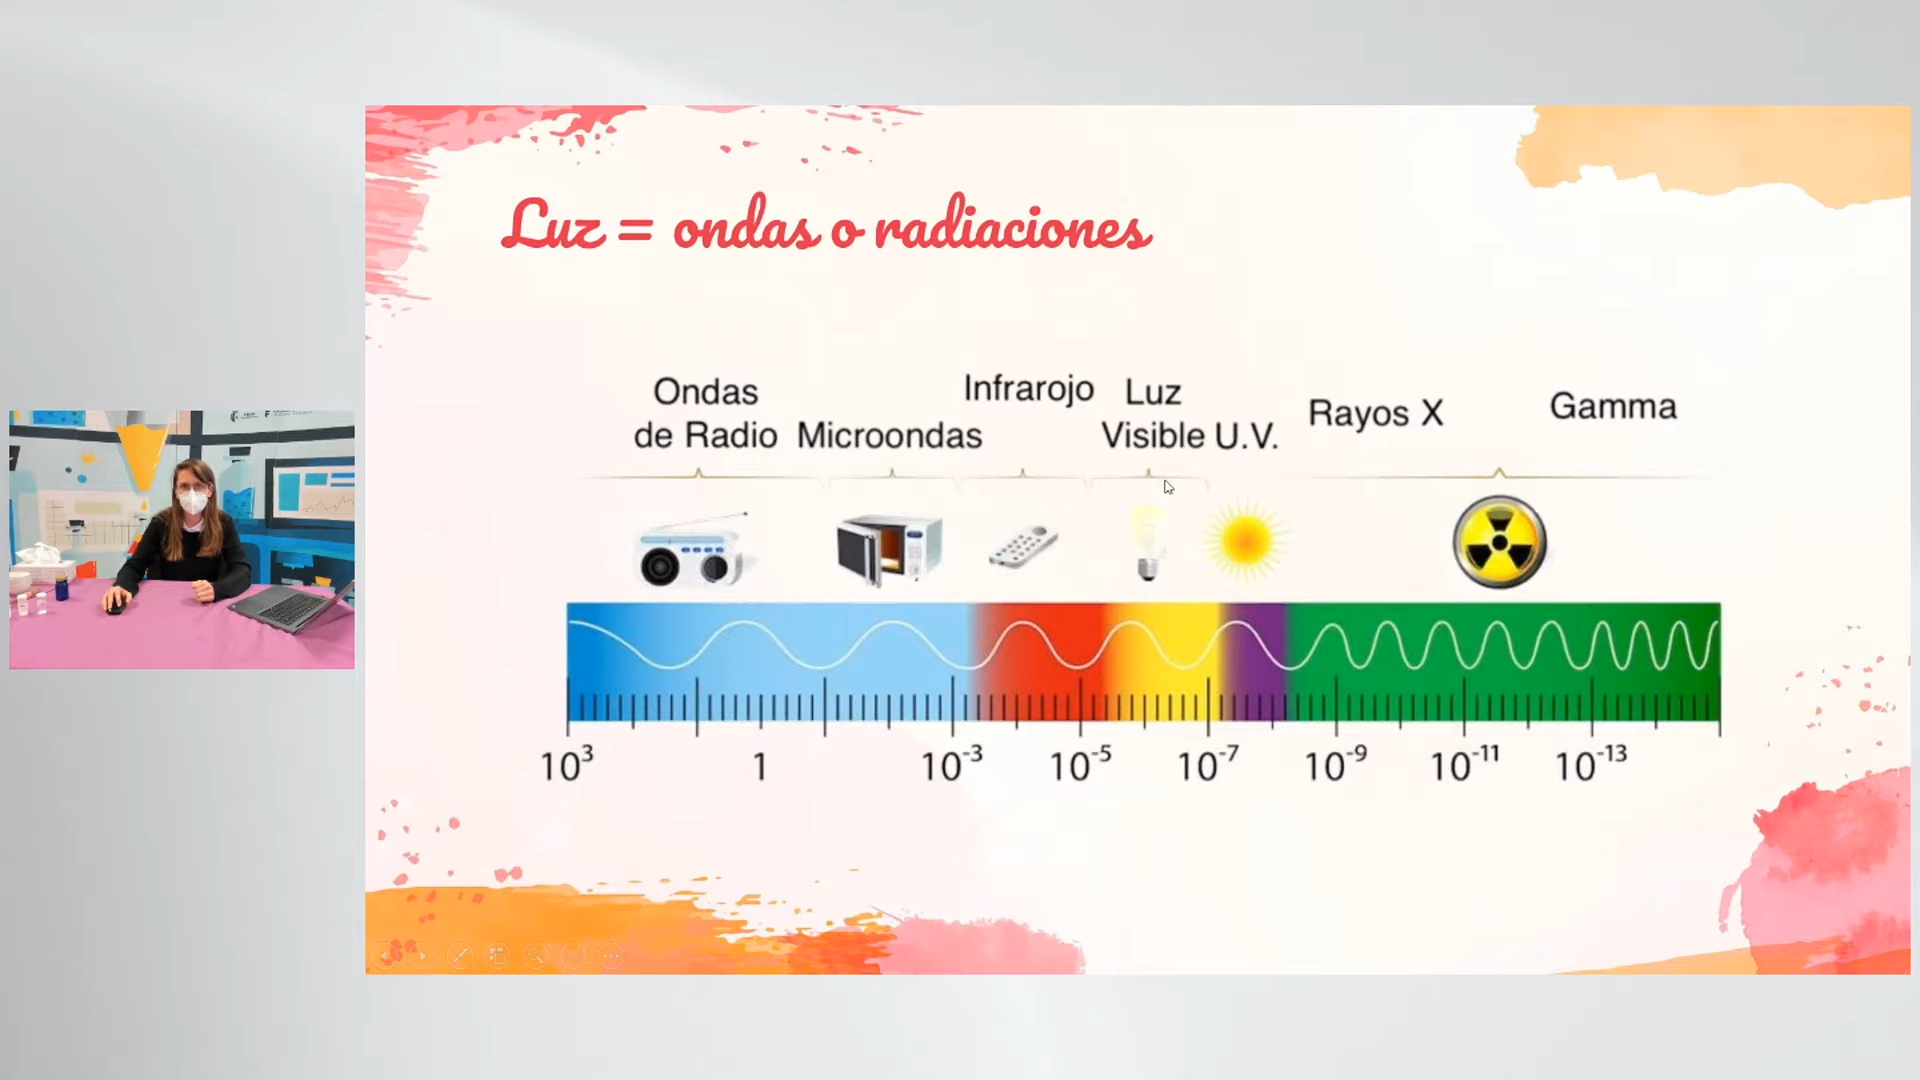 Luz = ondas o radiaciones
Ondas
de Radio
Microondas
Infrarojo
Luz
Visible
U.V.
Rayos X
Gamma
10³
1
10⁻³
10⁻⁵
10⁻⁷
10⁻⁹
10⁻¹¹
10⁻¹³